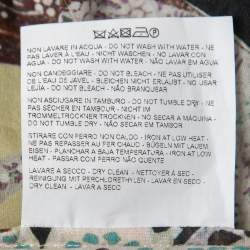 NON LAVARE IN ACQUA - DO NOT WASH WITH WATER - NE
PAS LAVER À L'EAU - NICHT WASCHEN - NO LAVAR CON
AGUA - DO NOT WASH WITH WATER - NÃO LAVAR EM ÁGUA
NON CANDEGGIARE - DO NOT BLEACH - NE PAS UTILISER
DE L'EAU DE JAVEL - NICHT BLEICHEN - NO USAR LEJÍA -
DO NOT BLEACH - NÃO BRANQUEAR
NON ASCIUGARE IN TAMBURO - DO NOT TUMBLE DRY - NE
PAS SÉCHER EN TAMBOUR - NICHT IM
TROMMELTROCKNER TROCKNEN - NO SECAR A MÁQUINA -
DO NOT TUMBLE DRY - NÃO SECAR EM TAMBOR
STIRARE CON FERRO NON CALDO - IRON AT LOW HEAT -
NE PAS REPASSER AU FER CHAUD - BÜGELN MIT LAUEM
EISEN - PLANCHAR A BAJA TEMPERATURA - IRON AT LOW
HEAT - PASSAR COM FERRO
LAVARE A SECCO - DRY CLEAN - NETTOYER À SEC -
REINIGUNG MIT PERCHLORETHYLEN - LAVAR A SECO -
DRY CLEAN - LAVAR A SECO